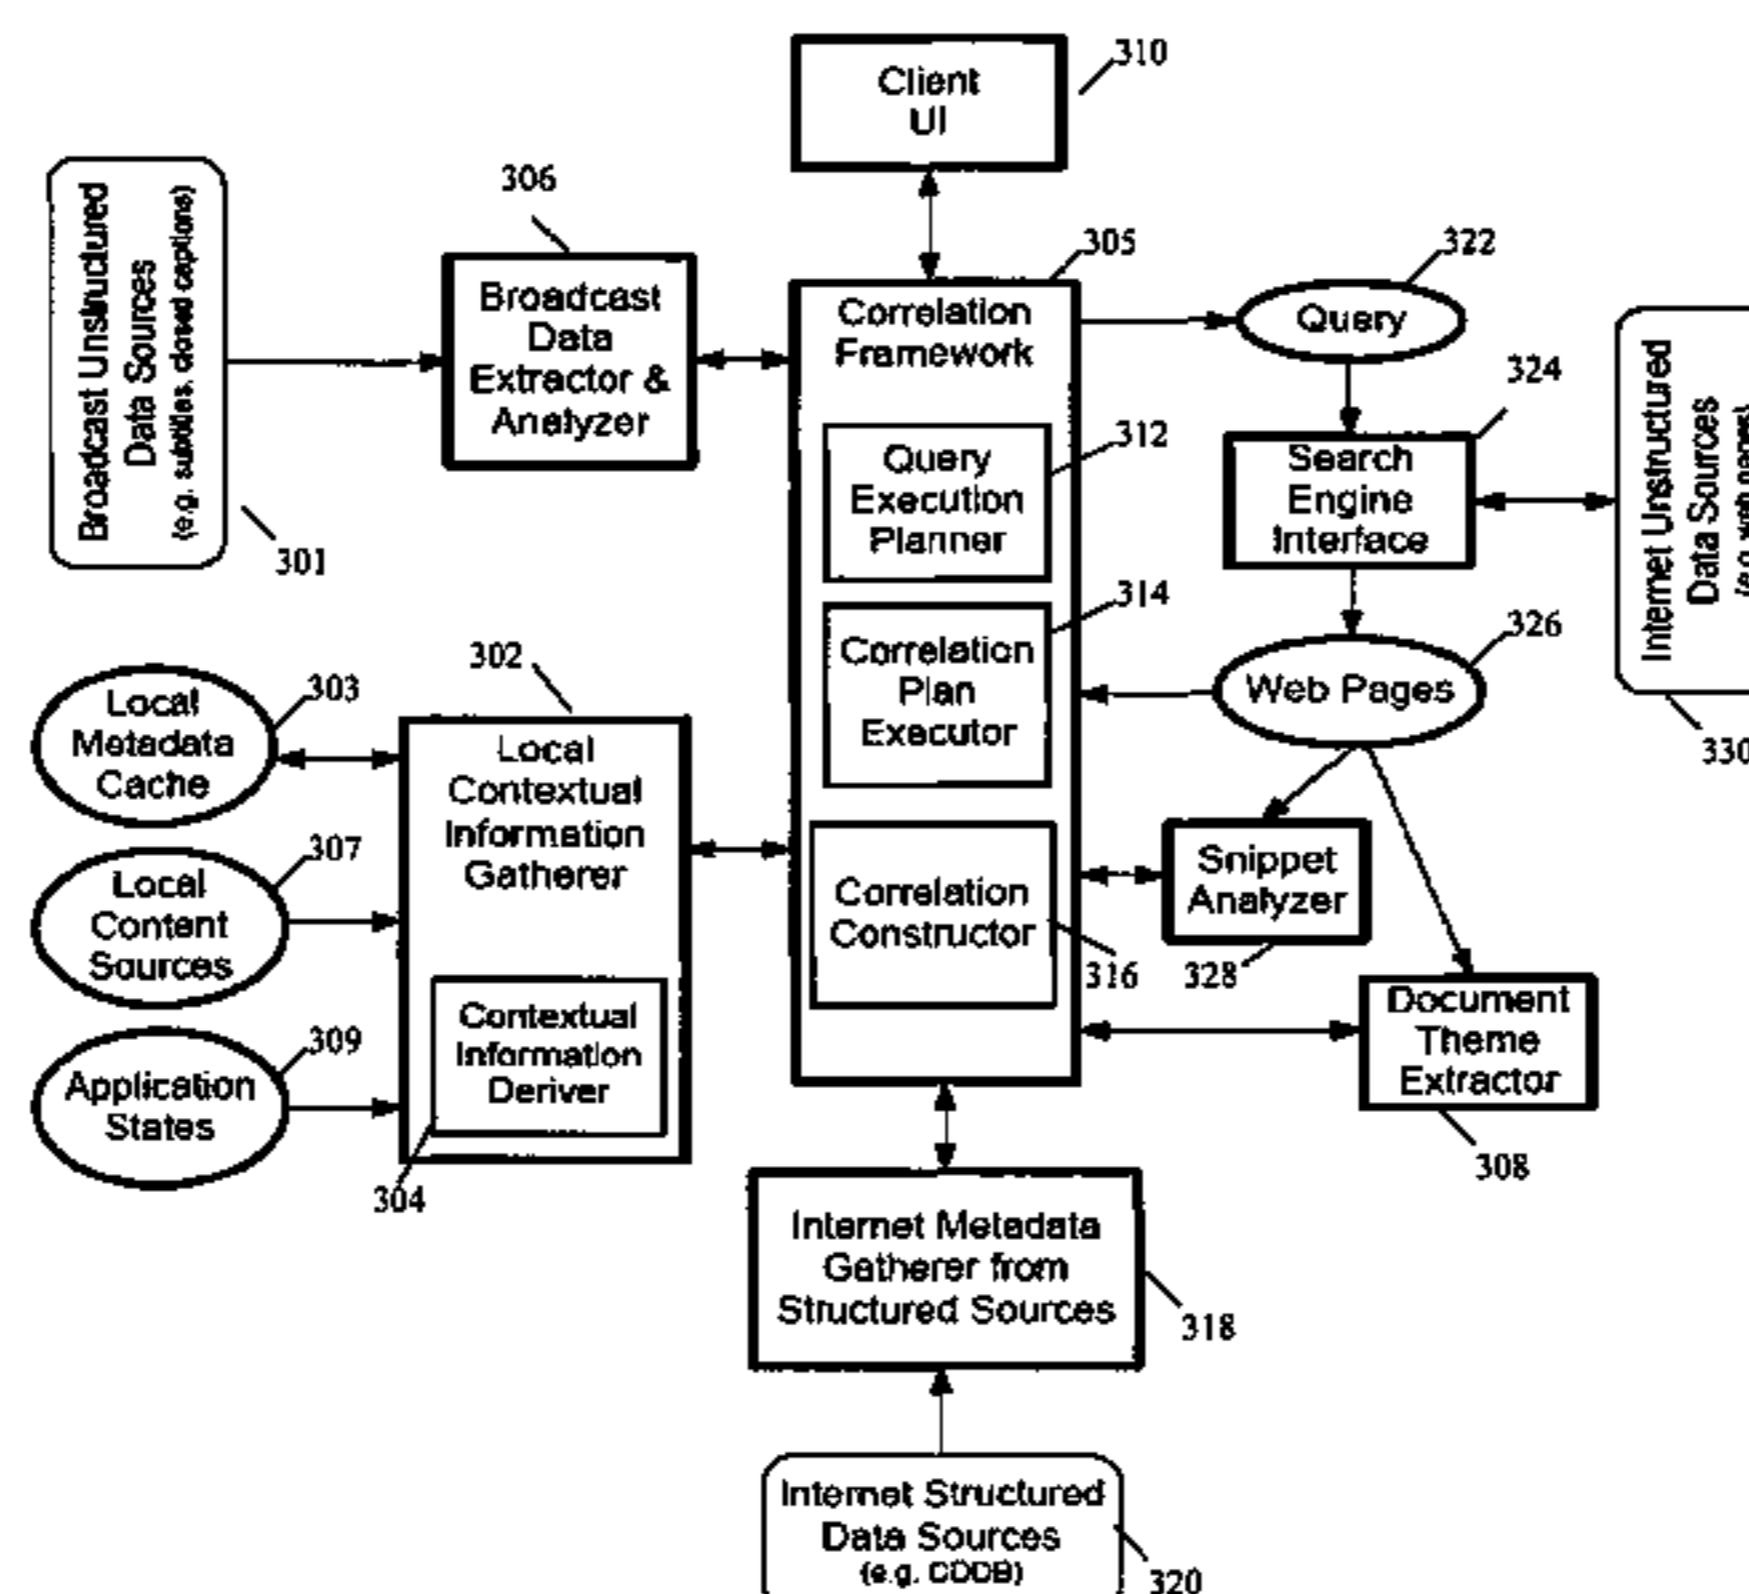 310
Client
UI
306
305
322
Broadcast Unstructured
Data Sources
(e.g. subtitles, closed captions)
301
Broadcast
Data
Extractor &
Analyzer
Correlation
Framework
Query
324
312
Query
Execution
Planner
Search
Engine
Interface
Internet Unstructured
Data Sources
(e.g. web pages)
330
314
Correlation
Plan
Executor
326
Web Pages
302
303
Local
Metadata
Cache
Local
Contextual
Information
Gatherer
307
Local
Content
Sources
Correlation
Constructor
316
Snippet
Analyzer
328
309
Application
States
Contextual
Information
Deriver
304
Document
Theme
Extractor
308
Internet Metadata
Gatherer from
Structured Sources
318
Internet Structured
Data Sources
(e.g. CDDB)
320